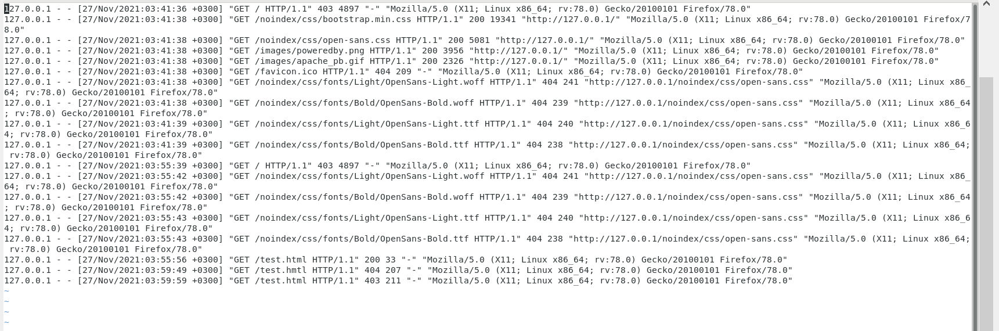 127.0.0.1 - - [27/Nov/2021:03:41:36 +0300] "GET / HTTP/1.1" 403 4897 "-" "Mozilla/5.0 (X11; Linux x86_64; rv:78.0) Gecko/20100101 Firefox/78.0"
127.0.0.1 - - [27/Nov/2021:03:41:38 +0300] "GET /noindex/css/bootstrap.min.css HTTP/1.1" 200 19341 "http://127.0.0.1/" "Mozilla/5.0 (X11; Linux x86_64; rv:78.0) Gecko/20100101 Firefox/7
8.0"
127.0.0.1 - - [27/Nov/2021:03:41:38 +0300] "GET /noindex/css/open-sans.css HTTP/1.1" 200 5081 "http://127.0.0.1/" "Mozilla/5.0 (X11; Linux x86_64; rv:78.0) Gecko/20100101 Firefox/78.0"
127.0.0.1 - - [27/Nov/2021:03:41:38 +0300] "GET /images/poweredby.png HTTP/1.1" 200 3956 "http://127.0.0.1/" "Mozilla/5.0 (X11; Linux x86_64; rv:78.0) Gecko/20100101 Firefox/78.0"
127.0.0.1 - - [27/Nov/2021:03:41:38 +0300] "GET /images/apache_pb.gif HTTP/1.1" 200 2326 "http://127.0.0.1/" "Mozilla/5.0 (X11; Linux x86_64; rv:78.0) Gecko/20100101 Firefox/78.0"
127.0.0.1 - - [27/Nov/2021:03:41:38 +0300] "GET /favicon.ico HTTP/1.1" 404 209 "-" "Mozilla/5.0 (X11; Linux x86_64; rv:78.0) Gecko/20100101 Firefox/78.0"
127.0.0.1 - - [27/Nov/2021:03:41:38 +0300] "GET /noindex/css/fonts/Light/OpenSans-Light.woff HTTP/1.1" 404 241 "http://127.0.0.1/noindex/css/open-sans.css" "Mozilla/5.0 (X11; Linux x86_
64; rv:78.0) Gecko/20100101 Firefox/78.0"
127.0.0.1 - - [27/Nov/2021:03:41:38 +0300] "GET /noindex/css/fonts/Bold/OpenSans-Bold.woff HTTP/1.1" 404 239 "http://127.0.0.1/noindex/css/open-sans.css" "Mozilla/5.0 (X11; Linux x86_64
; rv:78.0) Gecko/20100101 Firefox/78.0"
127.0.0.1 - - [27/Nov/2021:03:41:39 +0300] "GET /noindex/css/fonts/Light/OpenSans-Light.ttf HTTP/1.1" 404 240 "http://127.0.0.1/noindex/css/open-sans.css" "Mozilla/5.0 (X11; Linux x86_6
4; rv:78.0) Gecko/20100101 Firefox/78.0"
127.0.0.1 - - [27/Nov/2021:03:41:39 +0300] "GET /noindex/css/fonts/Bold/OpenSans-Bold.ttf HTTP/1.1" 404 238 "http://127.0.0.1/noindex/css/open-sans.css" "Mozilla/5.0 (X11; Linux x86_64;
 rv:78.0) Gecko/20100101 Firefox/78.0"
127.0.0.1 - - [27/Nov/2021:03:55:39 +0300] "GET / HTTP/1.1" 403 4897 "-" "Mozilla/5.0 (X11; Linux x86_64; rv:78.0) Gecko/20100101 Firefox/78.0"
127.0.0.1 - - [27/Nov/2021:03:55:42 +0300] "GET /noindex/css/fonts/Light/OpenSans-Light.woff HTTP/1.1" 404 241 "http://127.0.0.1/noindex/css/open-sans.css" "Mozilla/5.0 (X11; Linux x86_
64; rv:78.0) Gecko/20100101 Firefox/78.0"
127.0.0.1 - - [27/Nov/2021:03:55:42 +0300] "GET /noindex/css/fonts/Bold/OpenSans-Bold.woff HTTP/1.1" 404 239 "http://127.0.0.1/noindex/css/open-sans.css" "Mozilla/5.0 (X11; Linux x86_64
; rv:78.0) Gecko/20100101 Firefox/78.0"
127.0.0.1 - - [27/Nov/2021:03:55:43 +0300] "GET /noindex/css/fonts/Light/OpenSans-Light.ttf HTTP/1.1" 404 240 "http://127.0.0.1/noindex/css/open-sans.css" "Mozilla/5.0 (X11; Linux x86_6
4; rv:78.0) Gecko/20100101 Firefox/78.0"
127.0.0.1 - - [27/Nov/2021:03:55:43 +0300] "GET /noindex/css/fonts/Bold/OpenSans-Bold.ttf HTTP/1.1" 404 238 "http://127.0.0.1/noindex/css/open-sans.css" "Mozilla/5.0 (X11; Linux x86_64;
 rv:78.0) Gecko/20100101 Firefox/78.0"
127.0.0.1 - - [27/Nov/2021:03:55:56 +0300] "GET /test.html HTTP/1.1" 200 33 "-" "Mozilla/5.0 (X11; Linux x86_64; rv:78.0) Gecko/20100101 Firefox/78.0"
127.0.0.1 - - [27/Nov/2021:03:59:49 +0300] "GET /test.hmtl HTTP/1.1" 404 207 "-" "Mozilla/5.0 (X11; Linux x86_64; rv:78.0) Gecko/20100101 Firefox/78.0"
127.0.0.1 - - [27/Nov/2021:03:59:59 +0300] "GET /test.html HTTP/1.1" 403 211 "-" "Mozilla/5.0 (X11; Linux x86_64; rv:78.0) Gecko/20100101 Firefox/78.0"
~
~
~
~